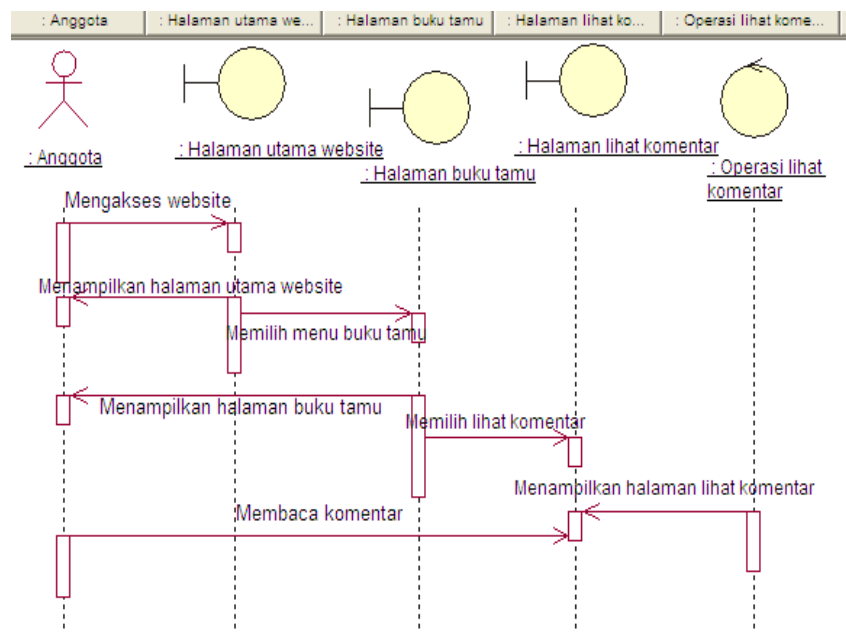 : Anggota
: Halaman utama we...
: Halaman buku tamu
: Halaman lihat ko...
: Operasi lihat kome...
: Anggota
: Halaman utama website
: Halaman buku tamu
: Halaman lihat komentar
: Operasi lihat
komentar
Mengakses website
Menampilkan halaman utama website
Memilih menu buku tamu
Menampilkan halaman buku tamu
Memilih lihat komentar
Menampilkan halaman lihat komentar
Membaca komentar